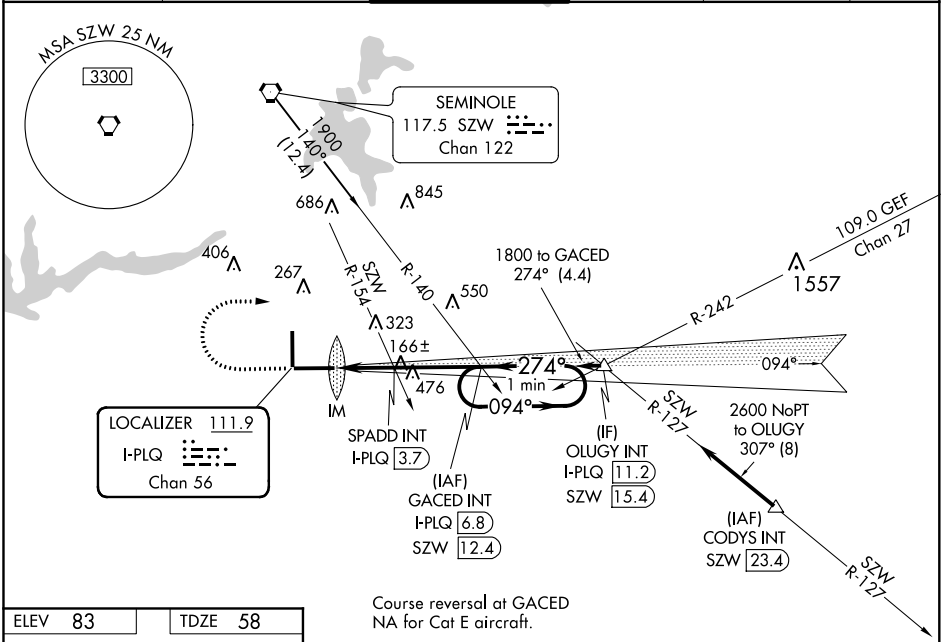 MSA SZW 25 NM
3300
SEMINOLE
117.5 SZW
Chan 122
1900
140°
(12.4)
845
686
406
267
SZW
R-154
R-140
550
323
166±
476
1800 to GACED
274° (4.4)
109.0 GEF
Chan 27
1557
R-242
274°
1 min
094°
094°
IM
LOCALIZER 111.9
I-PLQ
Chan 56
SPADD INT
I-PLQ 3.7
(IAF)
GACED INT
I-PLQ 6.8
SZW 12.4
(IF)
OLUGY INT
I-PLQ 11.2
SZW 15.4
SZW
R-127
2600 NoPT
to OLUGY
307° (8)
(IAF)
CODYS INT
SZW 23.4
SZW
R-127
Course reversal at GACED
NA for Cat E aircraft.
ELEV 83
TDZE 58